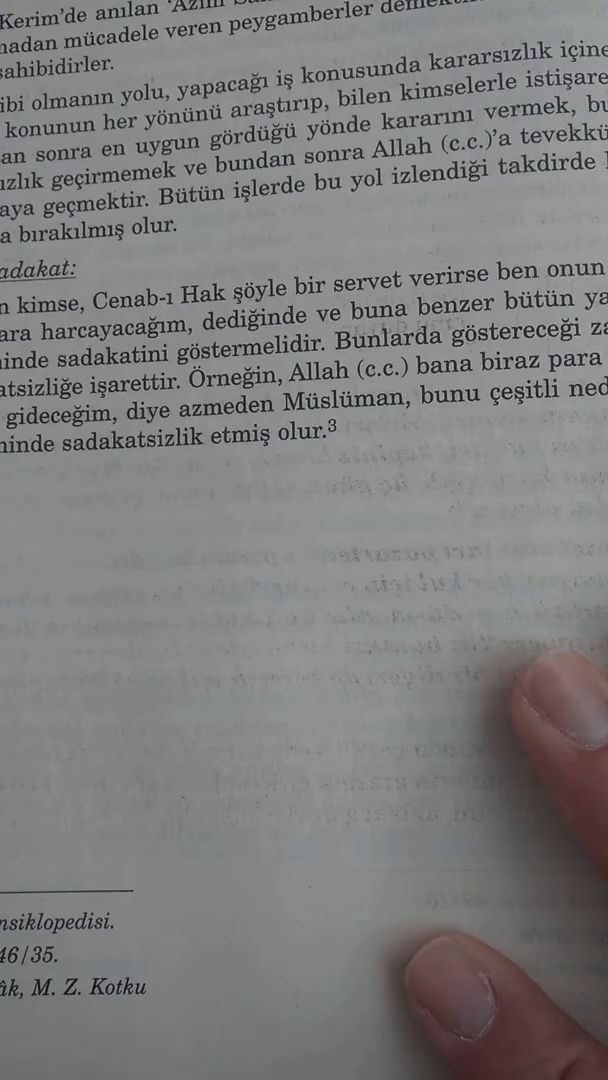 Kerim’de anılan ‘Azim
madan mücadele veren peygamberler
sahibidirler.
ibi olmanın yolu, yapacağı iş konusunda kararsızlık içine
konunun her yönünü araştırıp, bilen kimselerle istişare
an sonra en uygun gördüğü yönde kararını vermek, bu
ızlık geçirmemek ve bundan sonra Allah (c.c.)’a tevekkü
aya geçmektir. Bütün işlerde bu yol izlendiği takdirde
a bırakılmış olur.
adakat:
n kimse, Cenab-ı Hak şöyle bir servet verirse ben onun
ara harcayacağım, dediğinde ve buna benzer bütün ya
inde sadakatini göstermelidir. Bunlarda göstereceği za
atsizliğe işarettir. Örneğin, Allah (c.c.) bana biraz para
gideceğim, diye azmeden Müslüman, bunu çeşitli ned
inde sadakatsizlik etmiş olur.³
nsiklopedisi.
46/35.
âk, M. Z. Kotku